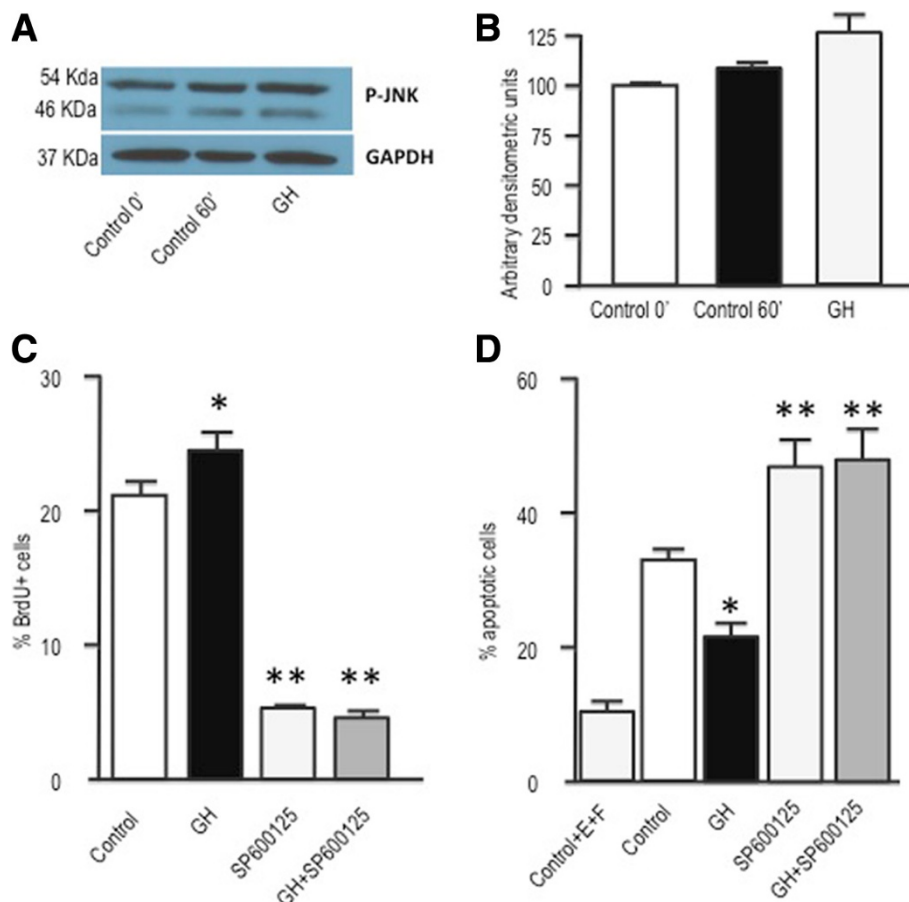 A
54 Kda
46 KDa
P-JNK
37 KDa
GAPDH
Control 0'
Control 60'
GH
B
125
100
75
50
25
0
Arbitrary densitometric units
Control 0'
Control 60'
GH
C
30
20
10
0
% BrdU+ cells
*
**
**
Control
GH
SP600125
GH+SP600125
D
60
40
20
0
% apoptotic cells
*
**
**
Control+E+F
Control
GH
SP600125
GH+SP600125